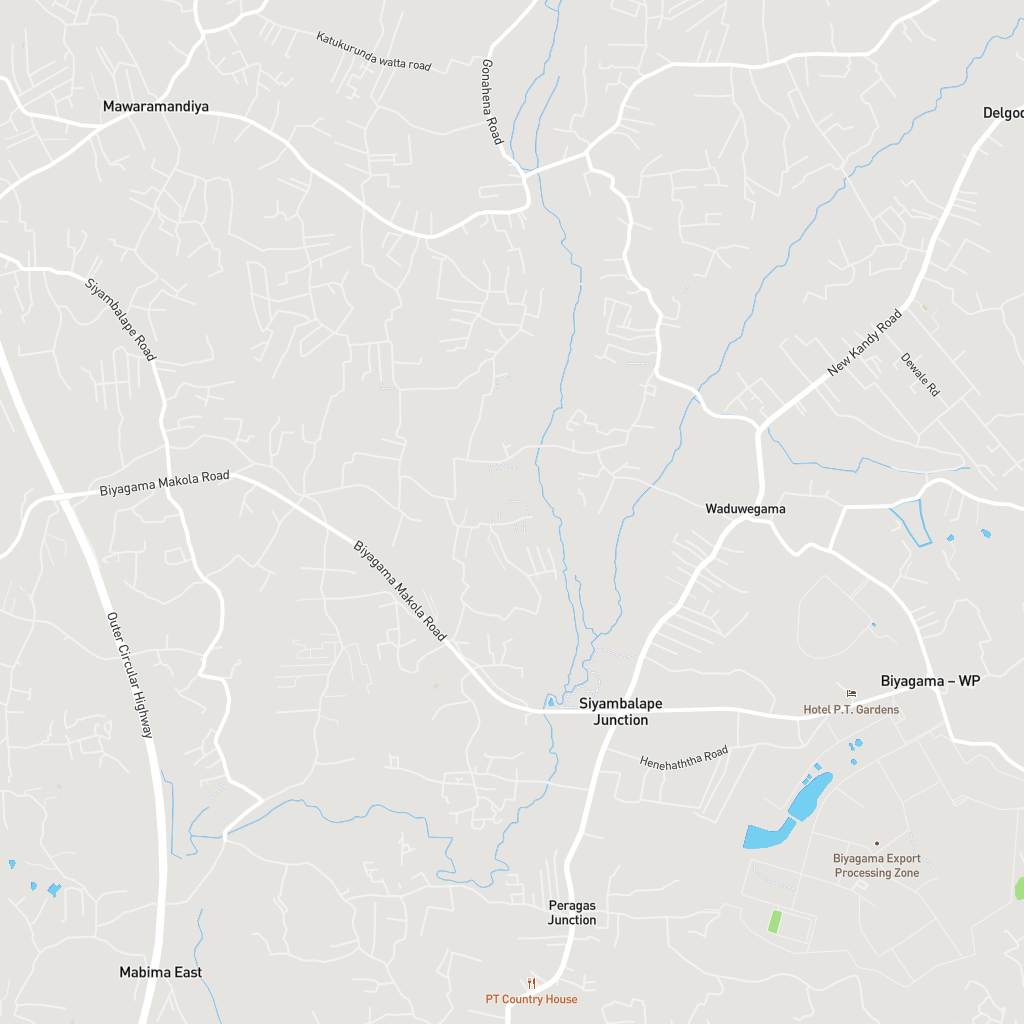 Katukurunda watta road
Gonahena Road
Mawaramandiya
Delgod
Siyambalape Road
New Kandy Road
Dewale Rd
Biyagama Makola Road
Waduwegama
Biyagama Makola Road
Outer Circular Highway
Biyagama – WP
Siyambalape
Junction
Hotel P.T. Gardens
Henehaththa Road
Biyagama Export
Processing Zone
Peragas
Junction
Mabima East
PT Country House